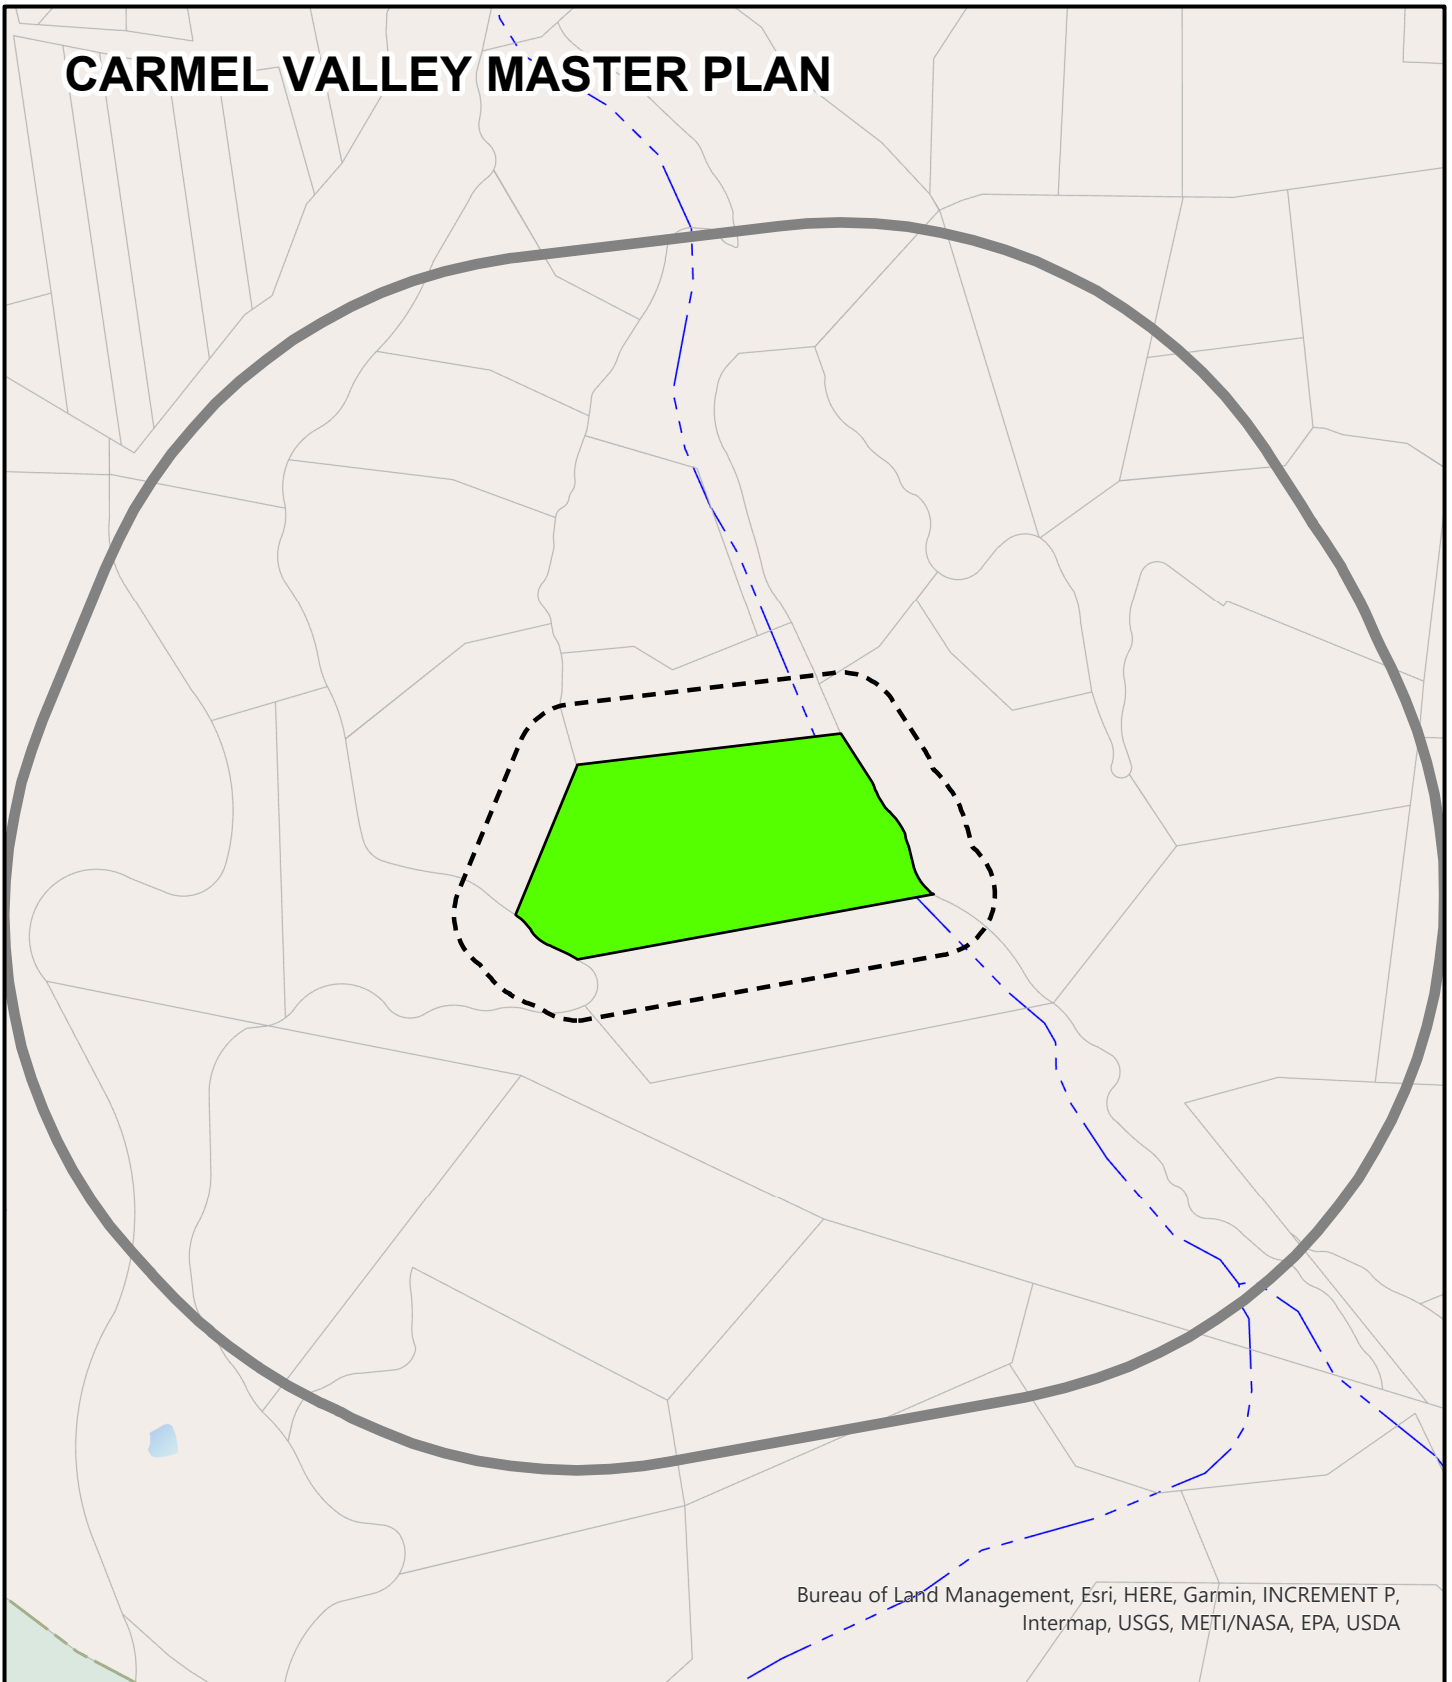 CARMEL VALLEY MASTER PLAN
Bureau of Land Management, Esri, HERE, Garmin, INCREMENT P,
Intermap, USGS, METI/NASA, EPA, USDA